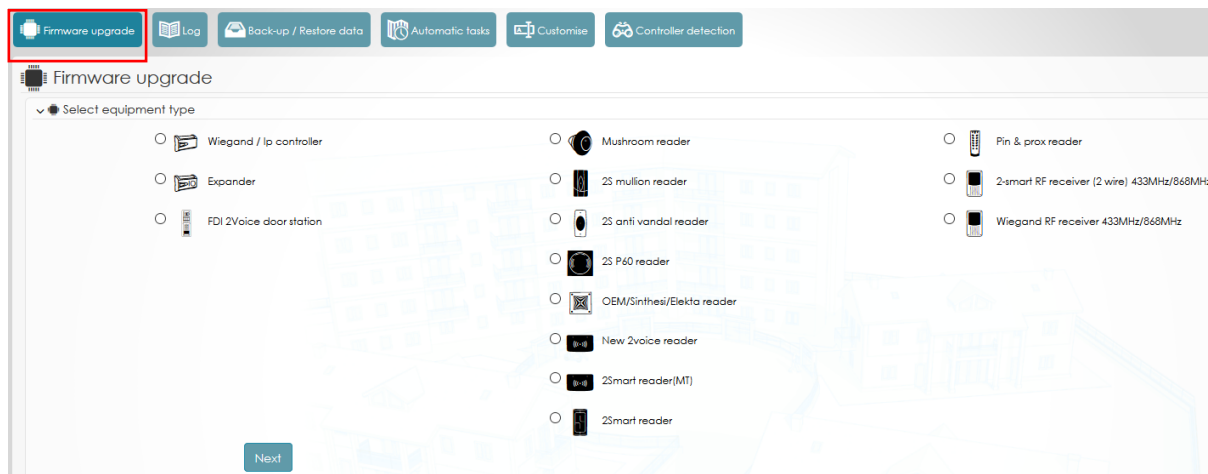 Firmware upgrade
Log
Back-up / Restore data
Automatic tasks
Customise
Controller detection
Firmware upgrade
Select equipment type
Wiegand / Ip controller
Expander
FDI 2Voice door station
Mushroom reader
2S mullion reader
2S anti vandal reader
2S P60 reader
OEM/Sinthesi/Elekta reader
New 2voice reader
2Smart reader(MT)
2Smart reader
Pin & prox reader
2-smart RF receiver (2 wire) 433MHz/868MHz
Wiegand RF receiver 433MHz/868MHz
Next